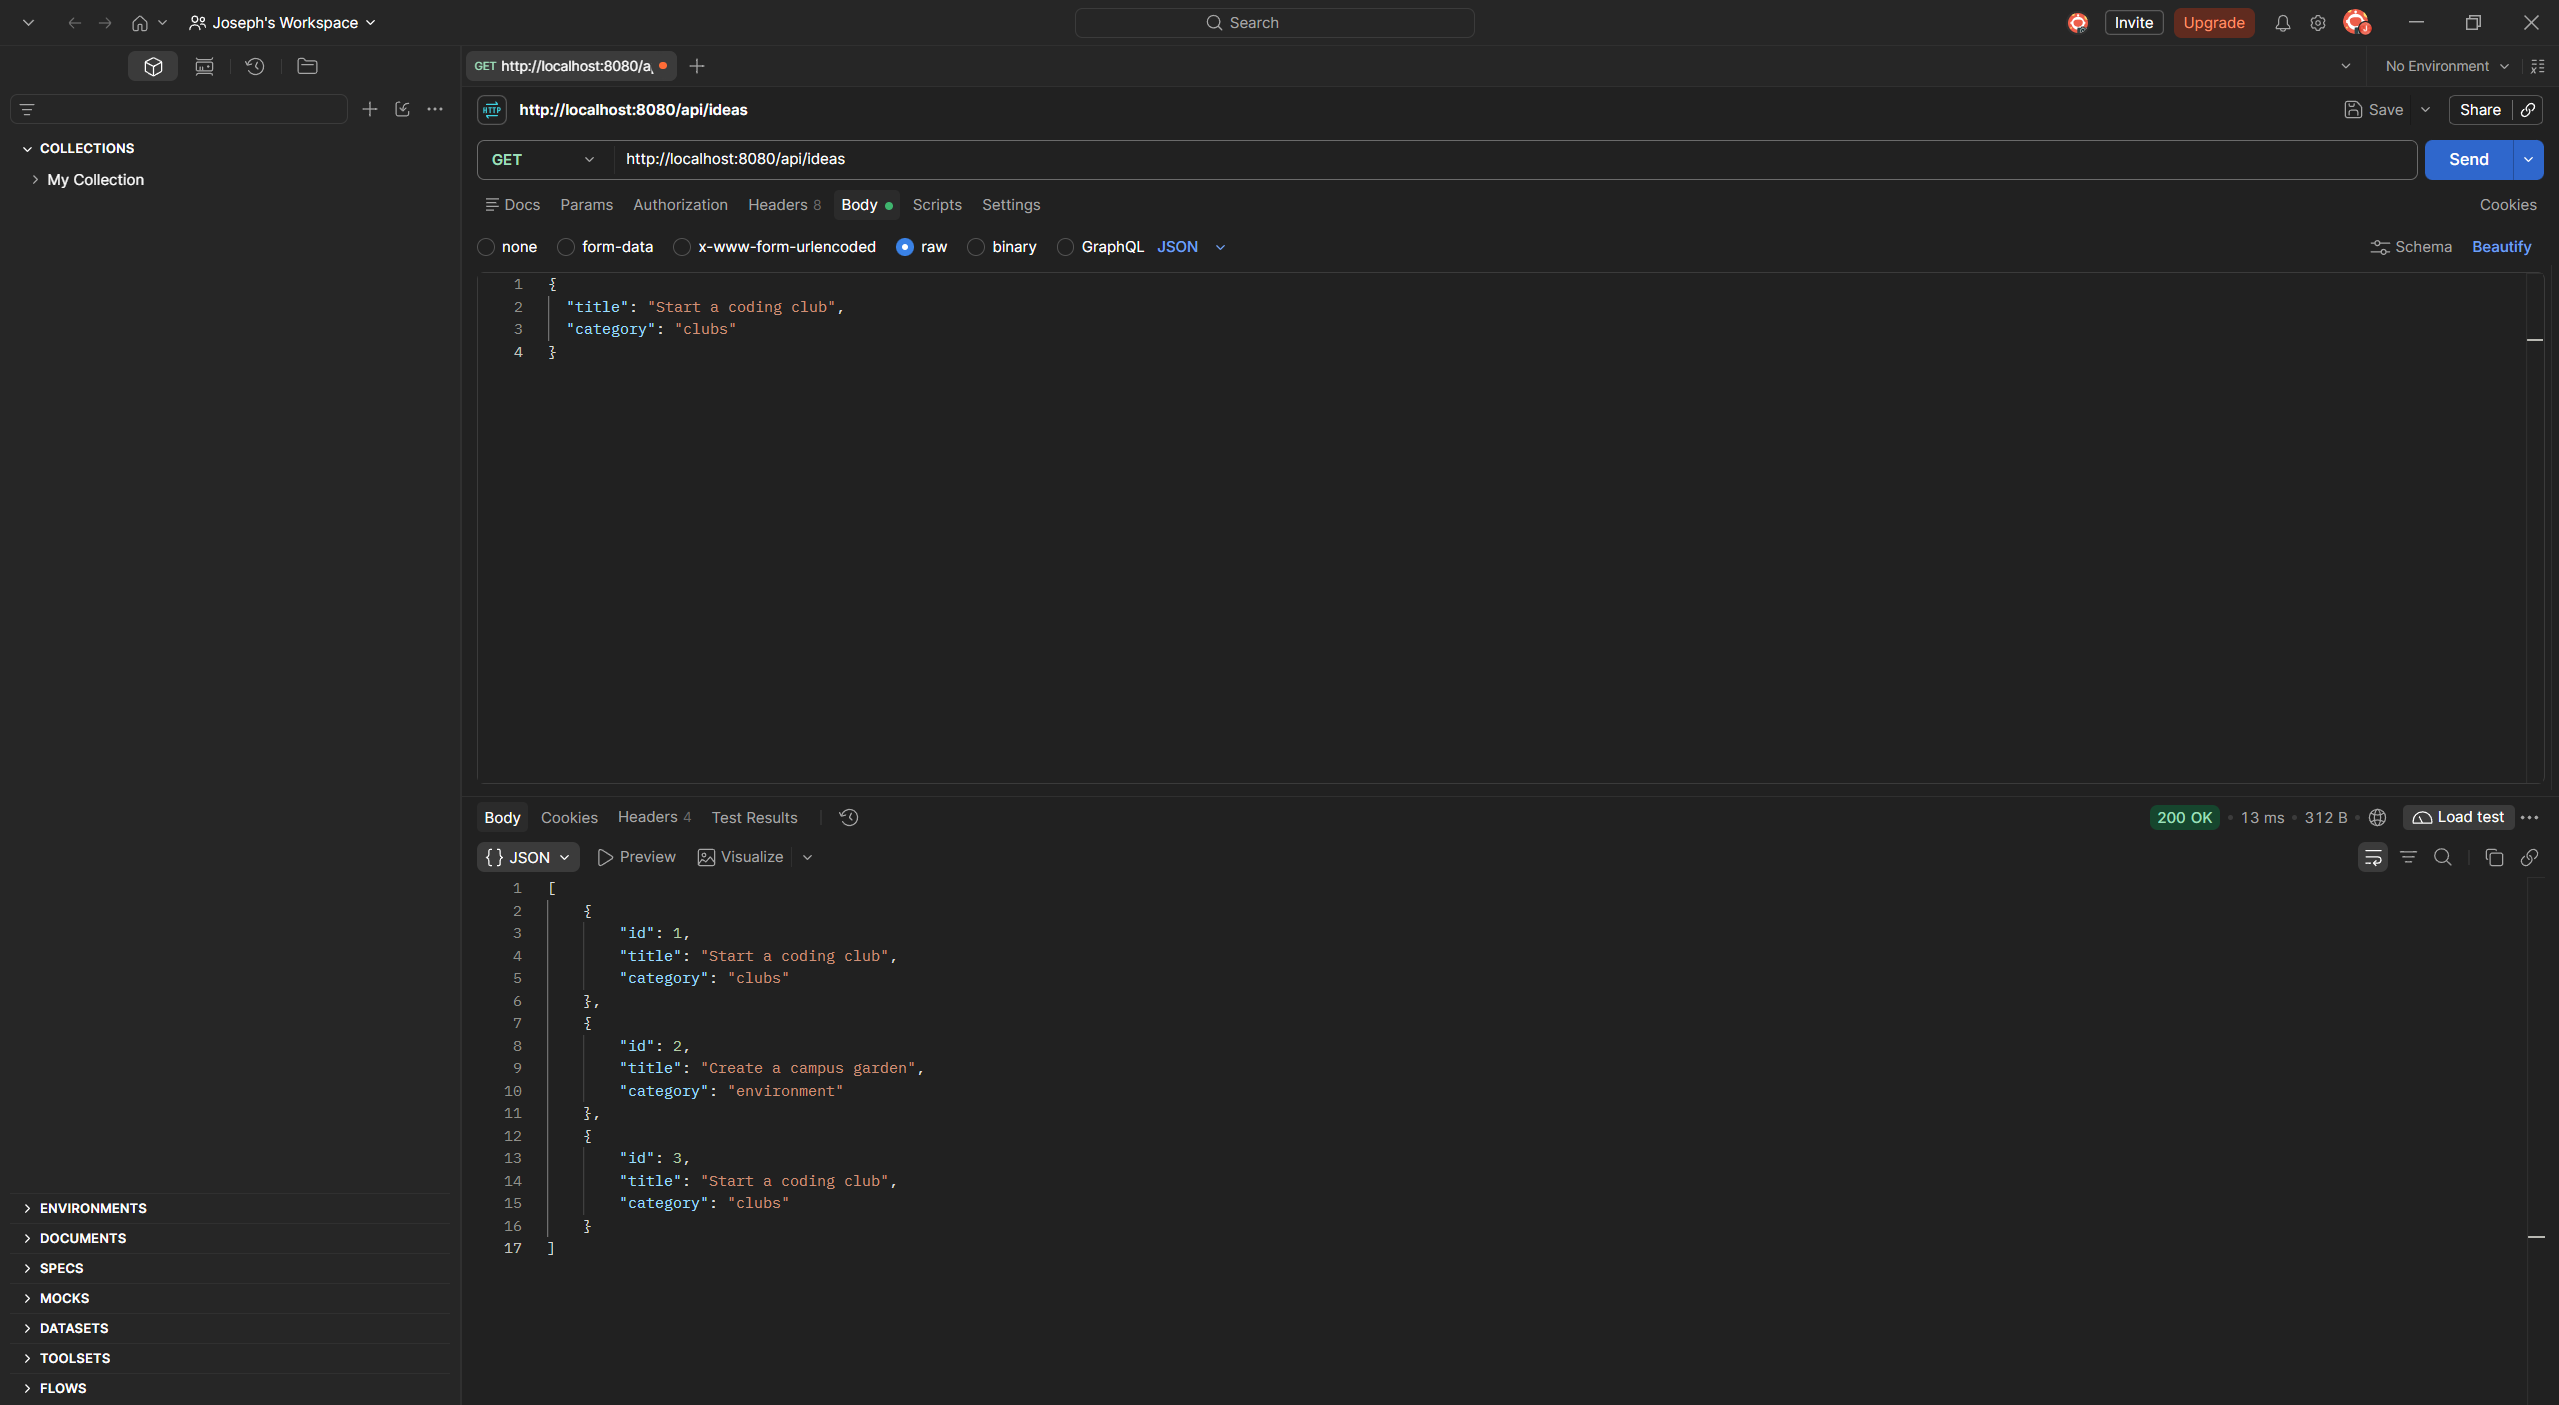 Joseph's Workspace
Search
Invite
Upgrade
GET http://localhost:8080/a
No Environment
HTTP http://localhost:8080/api/ideas
Save
Share
COLLECTIONS
My Collection
GET http://localhost:8080/api/ideas
Send
Docs Params Authorization Headers 8 Body Scripts Settings
Cookies
none form-data x-www-form-urlencoded raw binary GraphQL JSON
Schema Beautify
1 {
2 "title": "Start a coding club",
3 "category": "clubs"
4 }
Body Cookies Headers 4 Test Results
200 OK • 13 ms • 312 B
Load test
{} JSON Preview Visualize
1 [
2 {
3 "id": 1,
4 "title": "Start a coding club",
5 "category": "clubs"
6 },
7 {
8 "id": 2,
9 "title": "Create a campus garden",
10 "category": "environment"
11 },
12 {
13 "id": 3,
14 "title": "Start a coding club",
15 "category": "clubs"
16 }
17 ]
ENVIRONMENTS
DOCUMENTS
SPECS
MOCKS
DATASETS
TOOLSETS
FLOWS